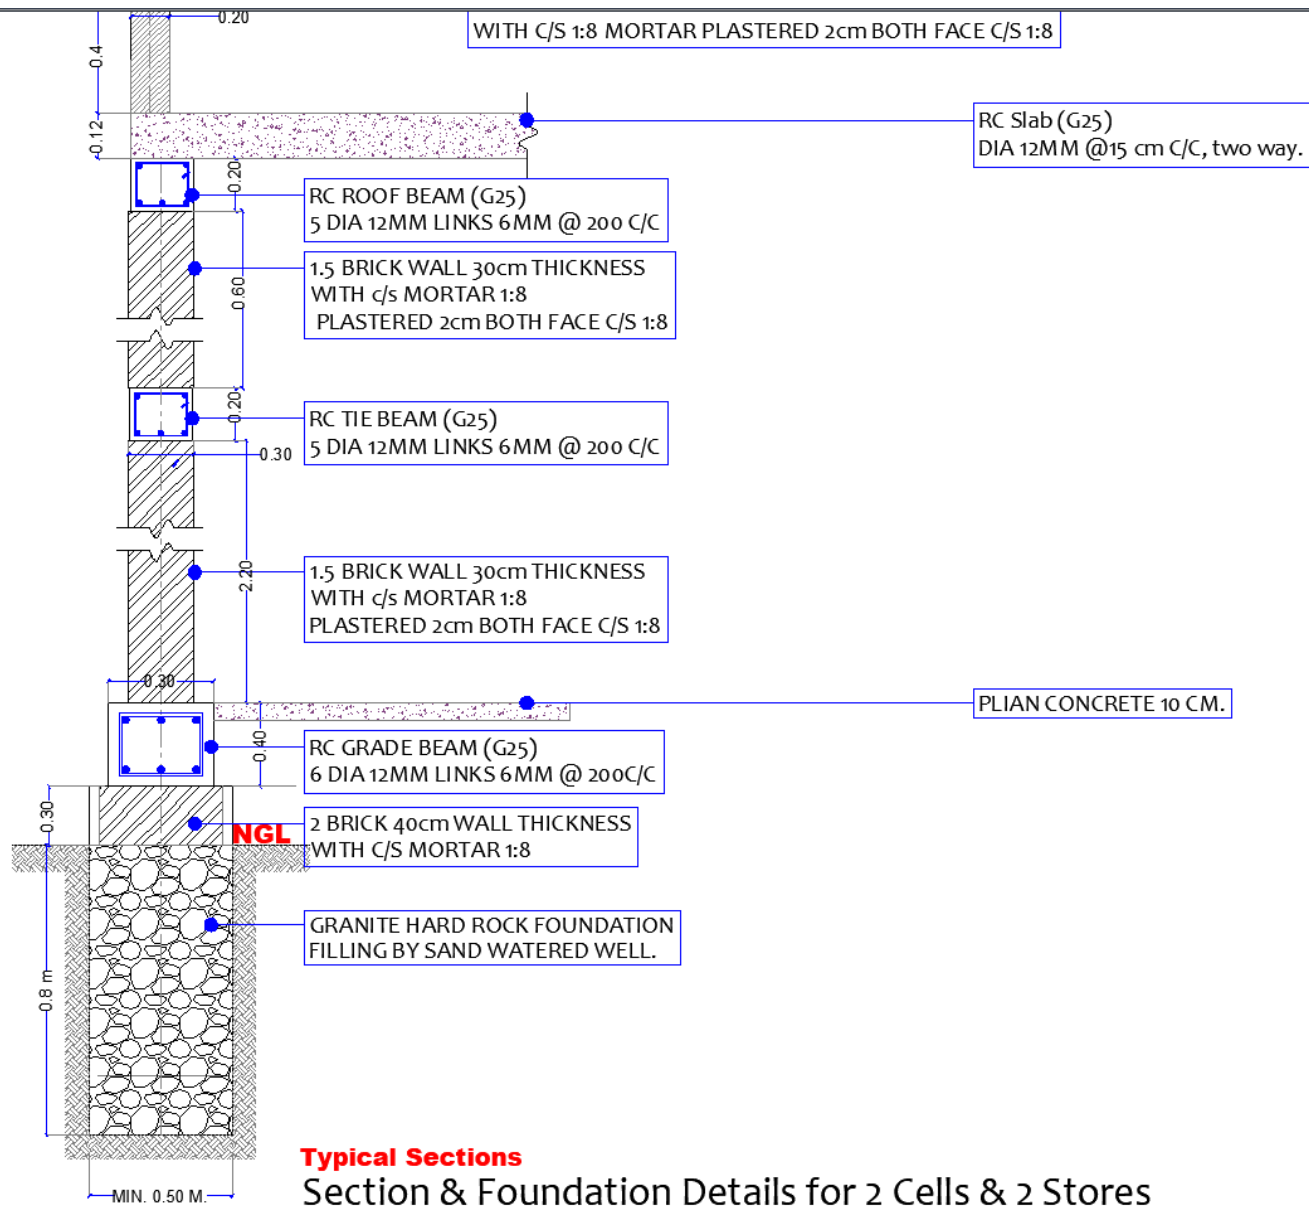 0.20
WITH C/S 1:8 MORTAR PLASTERED 2cm BOTH FACE C/S 1:8
0.4
0.12
RC Slab (G25)
DIA 12MM @15 cm C/C, two way.
0.20
RC ROOF BEAM (G25)
5 DIA 12MM LINKS 6MM @ 200 C/C
1.5 BRICK WALL 30cm THICKNESS
WITH c/s MORTAR 1:8
PLASTERED 2cm BOTH FACE C/S 1:8
0.60
0.20
RC TIE BEAM (G25)
5 DIA 12MM LINKS 6MM @ 200 C/C
0.30
2.20
1.5 BRICK WALL 30cm THICKNESS
WITH c/s MORTAR 1:8
PLASTERED 2cm BOTH FACE C/S 1:8
0.30
PLIAN CONCRETE 10 CM.
0.40
RC GRADE BEAM (G25)
6 DIA 12MM LINKS 6MM @ 200C/C
0.30
NGL
2 BRICK 40cm WALL THICKNESS
WITH C/S MORTAR 1:8
GRANITE HARD ROCK FOUNDATION
FILLING BY SAND WATERED WELL.
0.8 m
MIN. 0.50 M.
Typical Sections
Section & Foundation Details for 2 Cells & 2 Stores